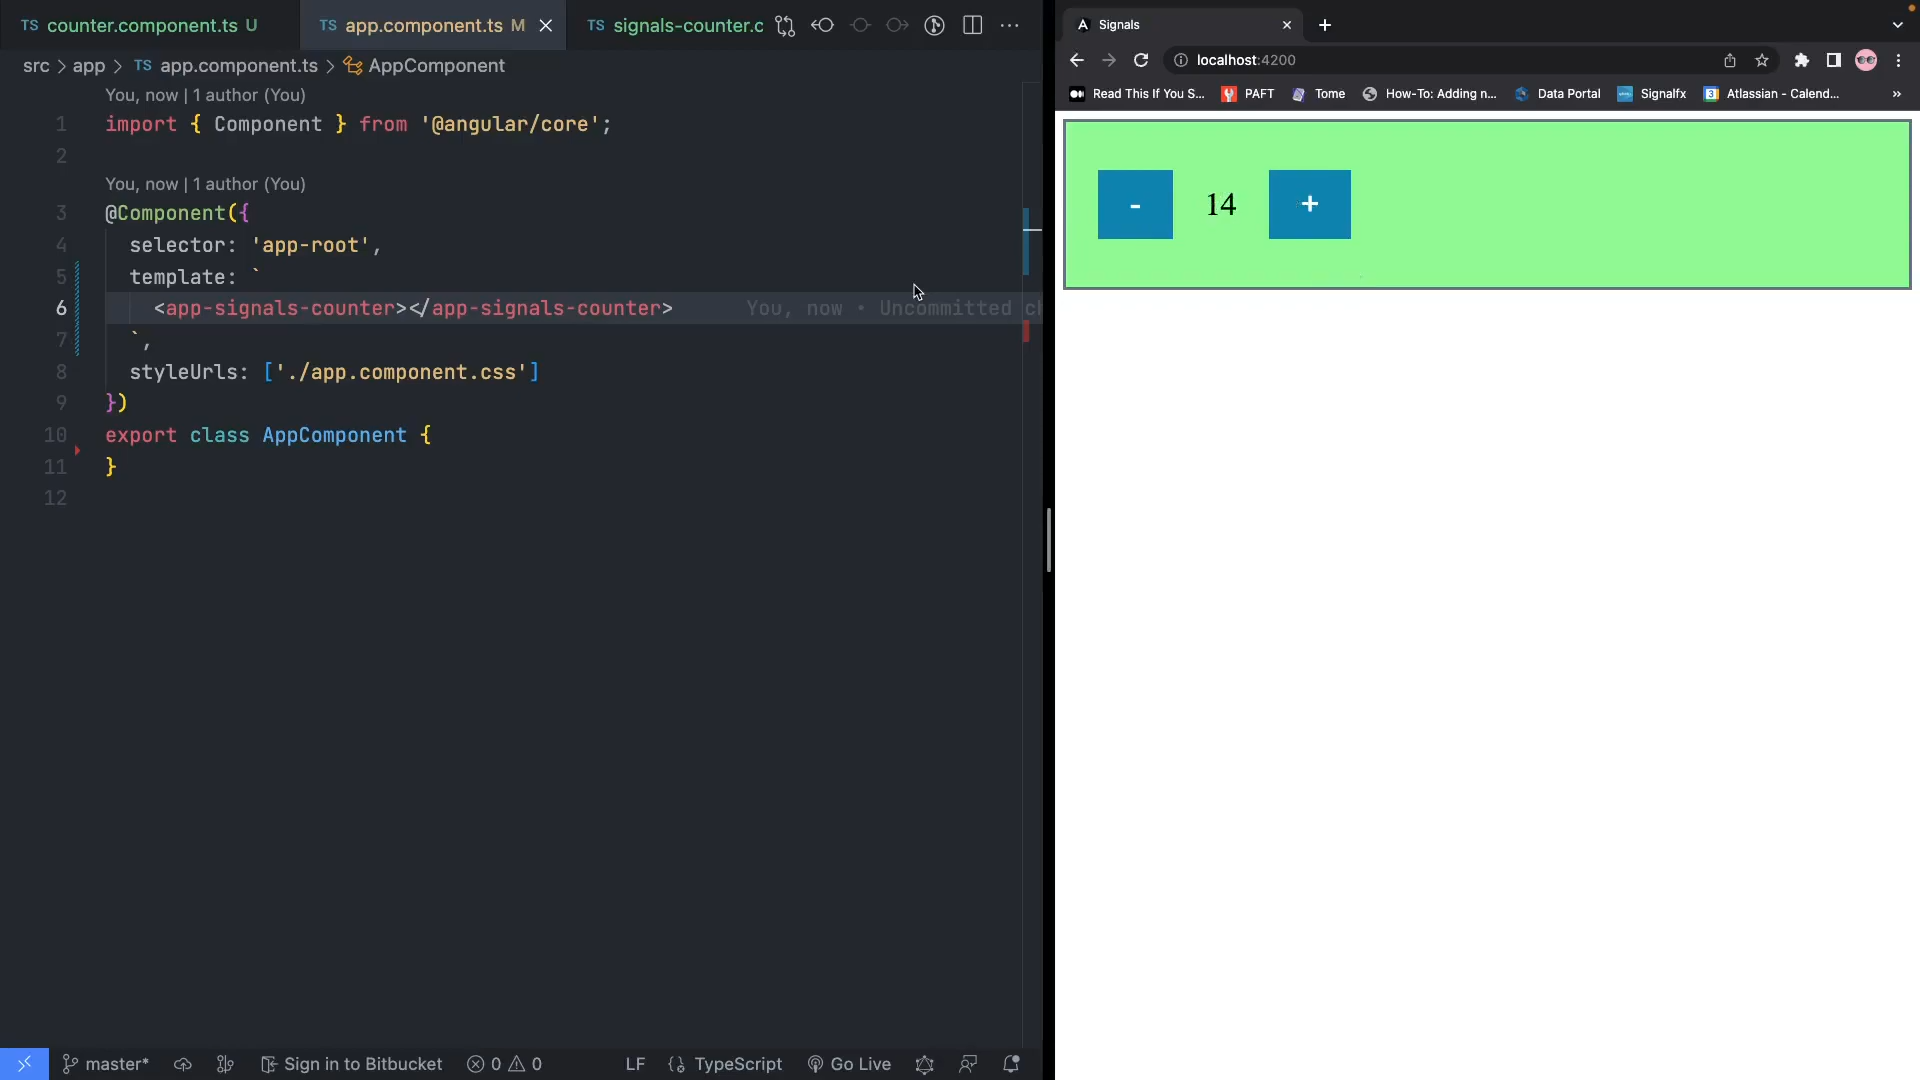 TS counter.component.ts U
TS app.component.ts M
TS signals-counter.c
src > app > TS app.component.ts > AppComponent
You, now | 1 author (You)
1 import { Component } from '@angular/core';
2
You, now | 1 author (You)
3 @Component({
4 selector: 'app-root',
5 template: `
6 <app-signals-counter></app-signals-counter> You, now • Uncommitted ch
7 `,
8 styleUrls: ['./app.component.css']
9 })
10 export class AppComponent {
11 }
12
master*
Sign in to Bitbucket
0
0
LF
TypeScript
Go Live
Signals
localhost:4200
Read This If You S...
PAFT
Tome
How-To: Adding n...
Data Portal
Signalfx
3 Atlassian - Calend...
»
- 14 +